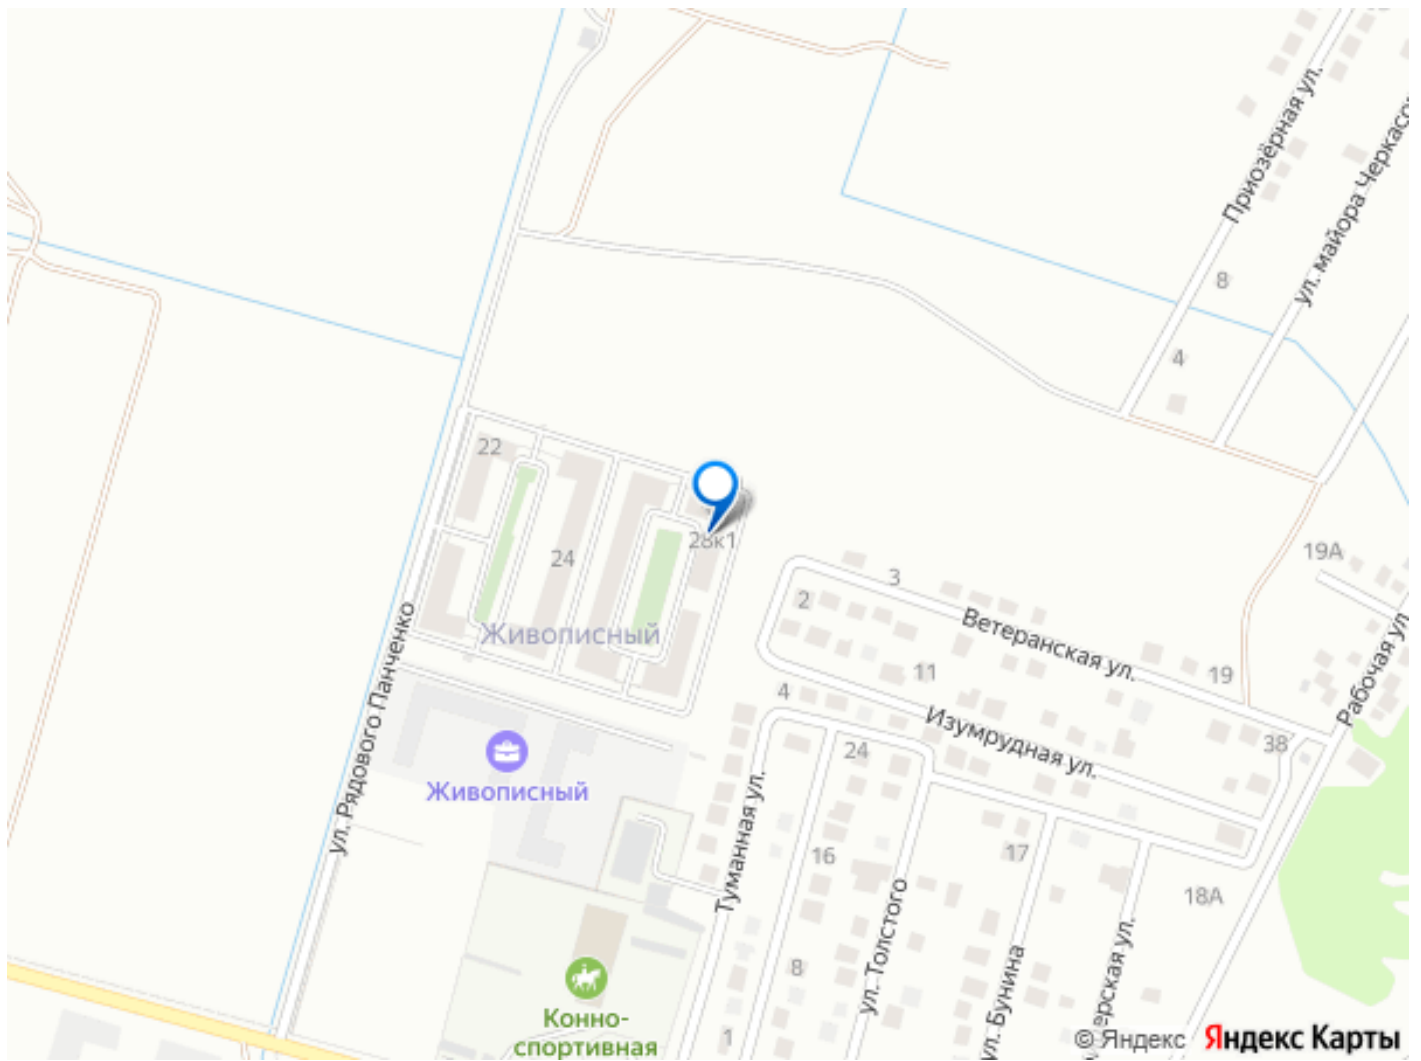 Приозёрная ул.
ул. майора Черкасо
8
4
22
28к1
24
19А
3
2
Ветеранская ул.
Живописный
11
19
Рабочая ул.
4
ул. Рядового Панченко
Изумрудная ул.
38
24
Живописный
Туманная ул.
16
17
18А
ул. Толстого
8
ул. Бунина
ерская ул.
1
Конно-
спортивная
© Яндекс Яндекс Карты